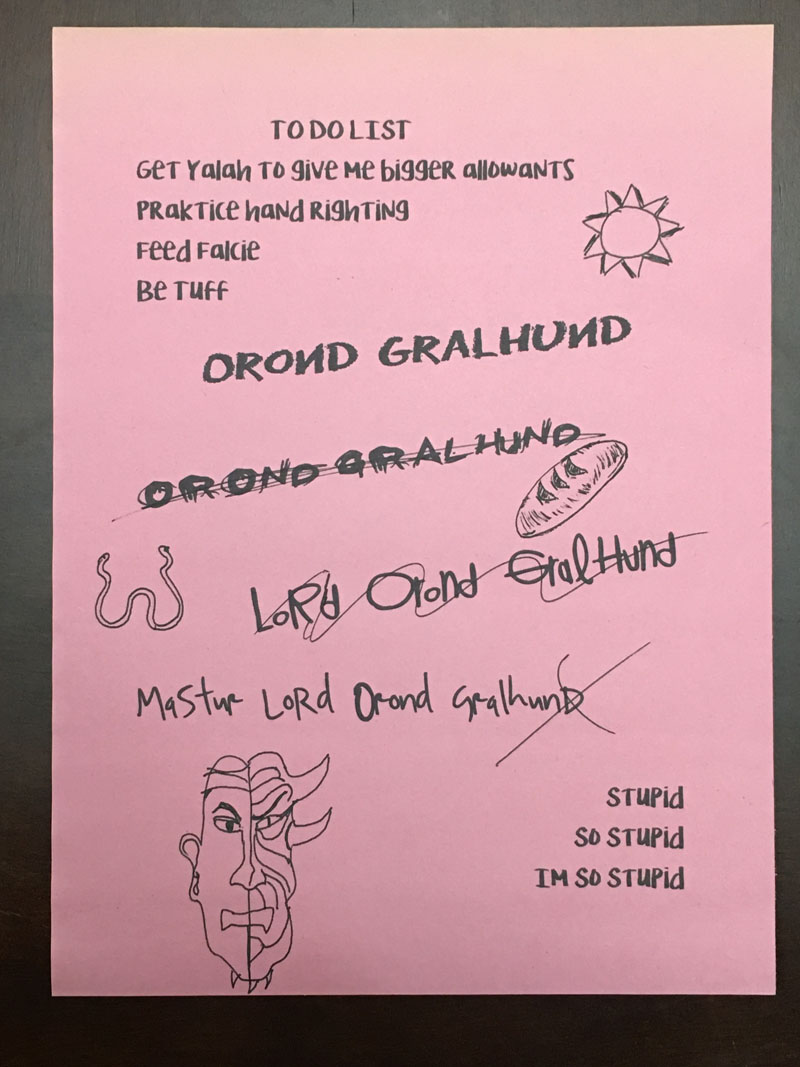 TO DO LIST
Get Yalah to give me bigger allowants
Praktice hand righting
Feed Falcie
Be tuff
OROND GRALHUND
OROND GRALHUND
LoRd Orond GralHund
Mastur LoRd Orond GralhunD
Stupid
So stupid
Im so stupid